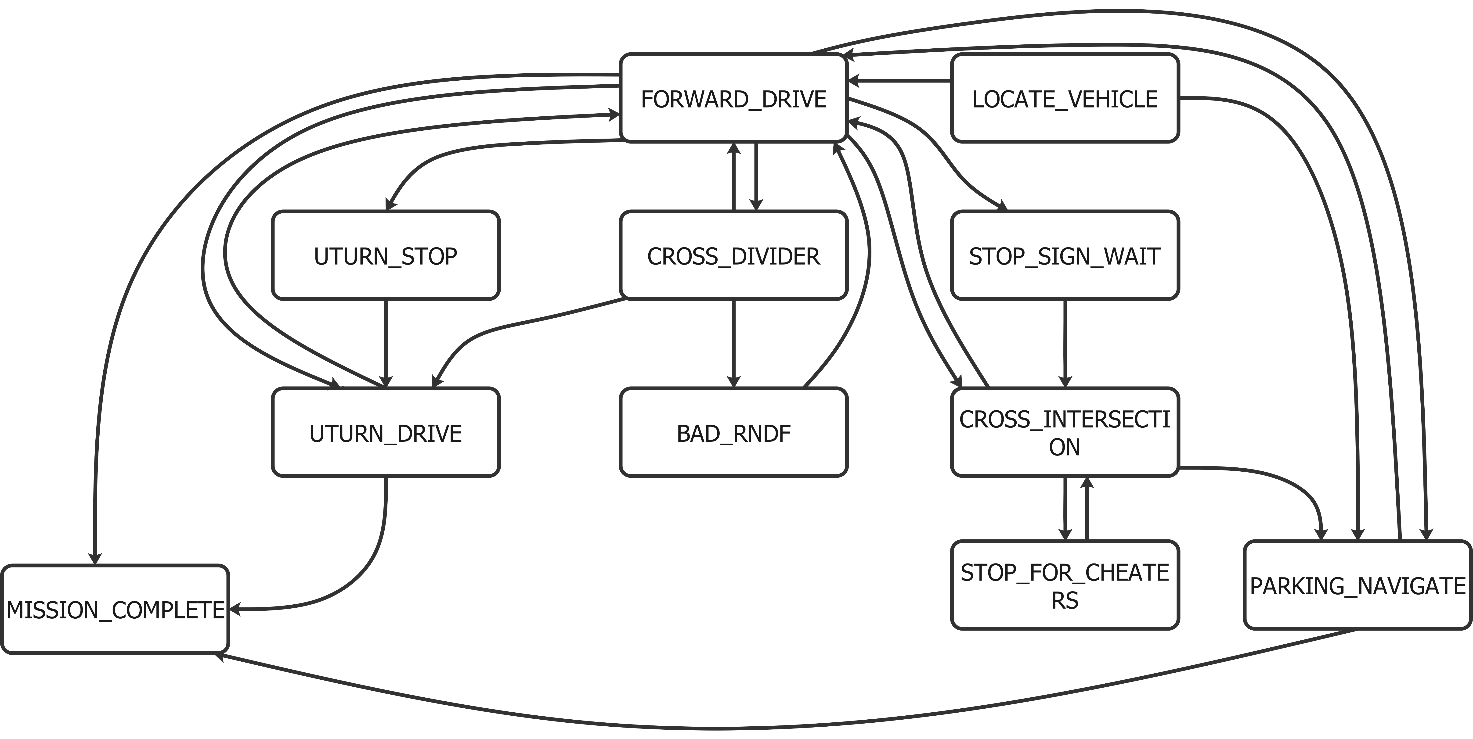 FORWARD_DRIVE
LOCATE_VEHICLE
UTURN_STOP
CROSS_DIVIDER
STOP_SIGN_WAIT
UTURN_DRIVE
BAD_RNDF
CROSS_INTERSECTI
ON
MISSION_COMPLETE
STOP_FOR_CHEATE
RS
PARKING_NAVIGATE